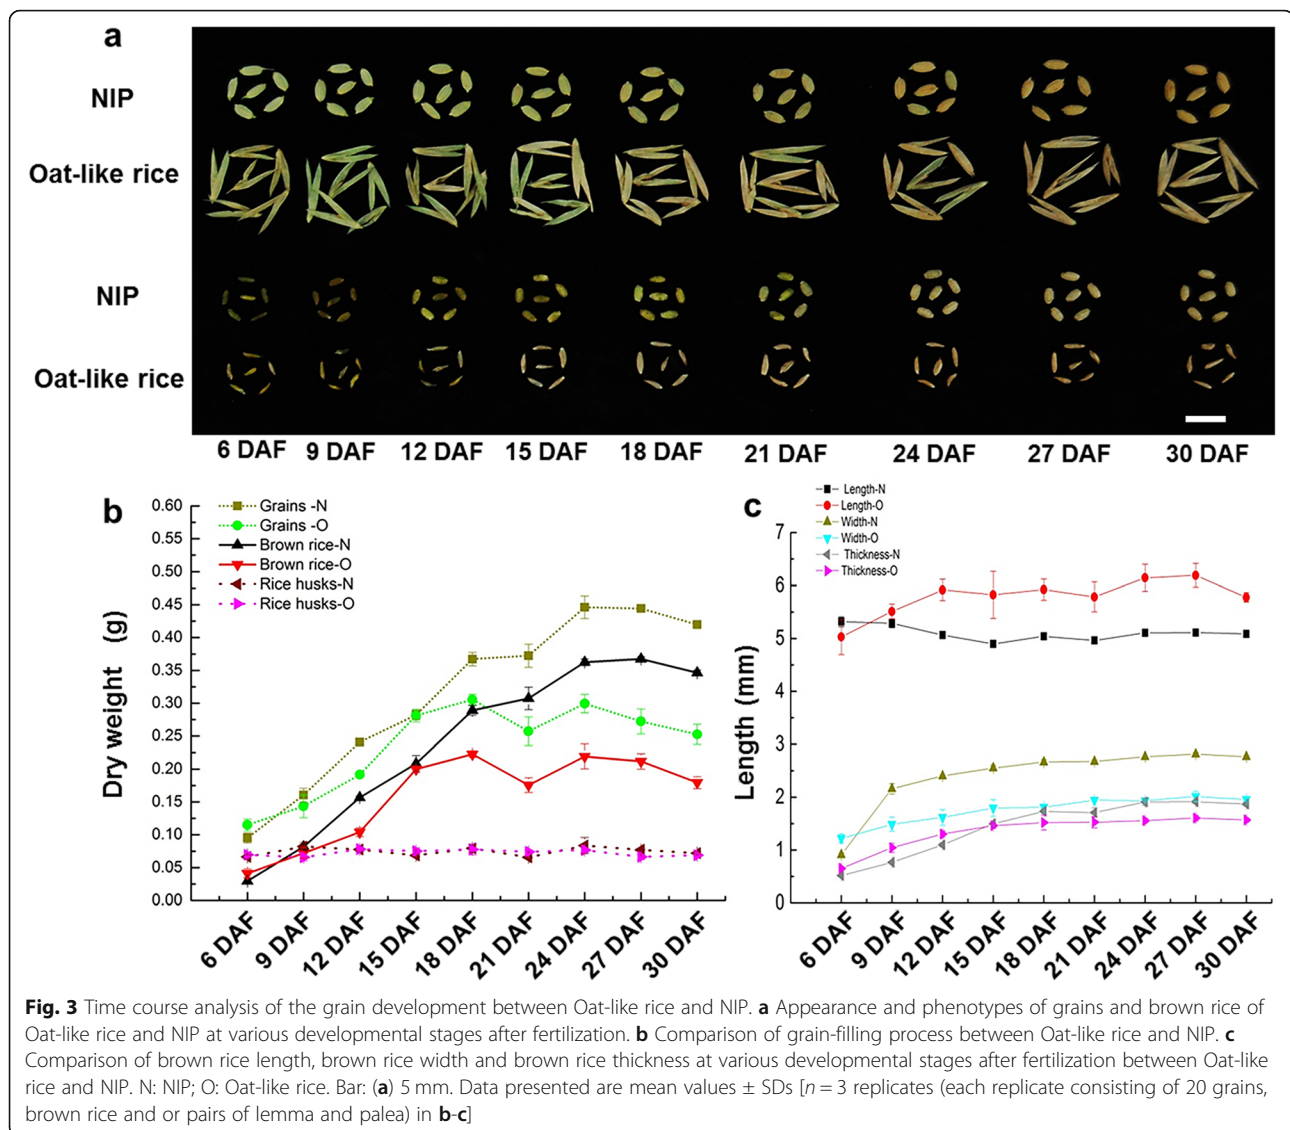 a
NIP
Oat-like rice
NIP
Oat-like rice
6 DAF 9 DAF 12 DAF 15 DAF 18 DAF 21 DAF 24 DAF 27 DAF 30 DAF
b
Grains -N
Grains -O
Brown rice-N
Brown rice-O
Rice husks-N
Rice husks-O
Dry weight (g)
0.60
0.55
0.50
0.45
0.40
0.35
0.30
0.25
0.20
0.15
0.10
0.05
0.00
6 DAF 9 DAF 12 DAF 15 DAF 18 DAF 21 DAF 24 DAF 27 DAF 30 DAF
c
Length-N
Length-O
Width-N
Width-O
Thickness-N
Thickness-O
Length (mm)
7
6
5
4
3
2
1
0
6 DAF 9 DAF 12 DAF 15 DAF 18 DAF 21 DAF 24 DAF 27 DAF 30 DAF
Fig. 3 Time course analysis of the grain development between Oat-like rice and NIP. a Appearance and phenotypes of grains and brown rice of
Oat-like rice and NIP at various developmental stages after fertilization. b Comparison of grain-filling process between Oat-like rice and NIP. c
Comparison of brown rice length, brown rice width and brown rice thickness at various developmental stages after fertilization between Oat-like
rice and NIP. N: NIP; O: Oat-like rice. Bar: (a) 5 mm. Data presented are mean values ± SDs [n = 3 replicates (each replicate consisting of 20 grains,
brown rice and or pairs of lemma and palea) in b-c]